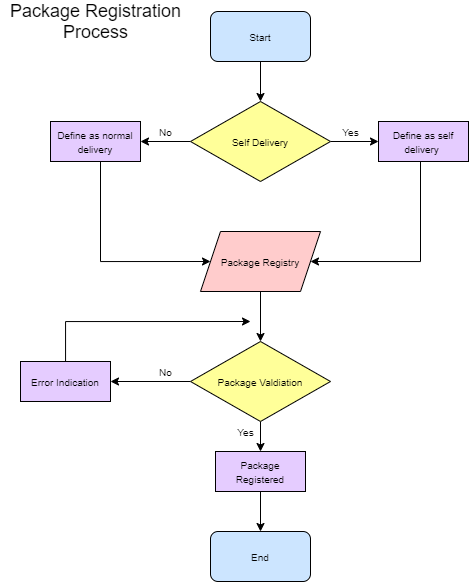 Package Registration
Process
Start
Self Delivery
No
Yes
Define as normal
delivery
Define as self
delivery
Package Registry
Package Valdiation
No
Error Indication
Yes
Package
Registered
End